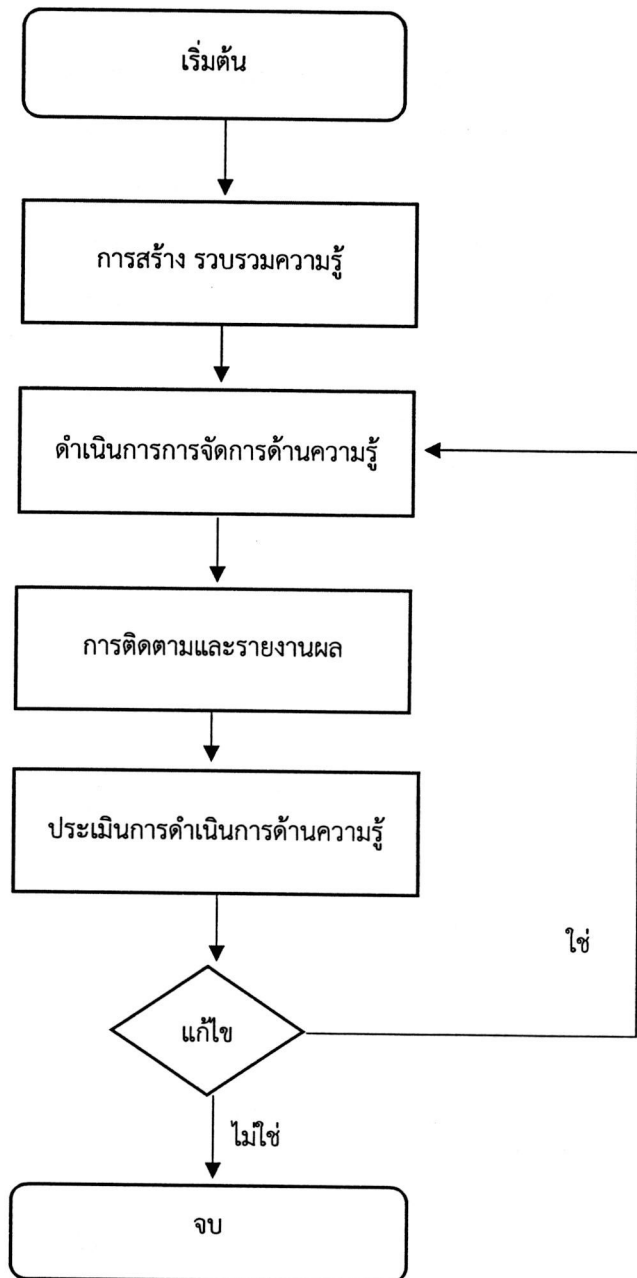 เริ่มต้น
การสร้าง รวบรวมความรู้
ดำเนินการการจัดการด้านความรู้
การติดตามและรายงานผล
ประเมินการดำเนินการด้านความรู้
ใช่
แก้ไข
ไม่ใช่
จบ